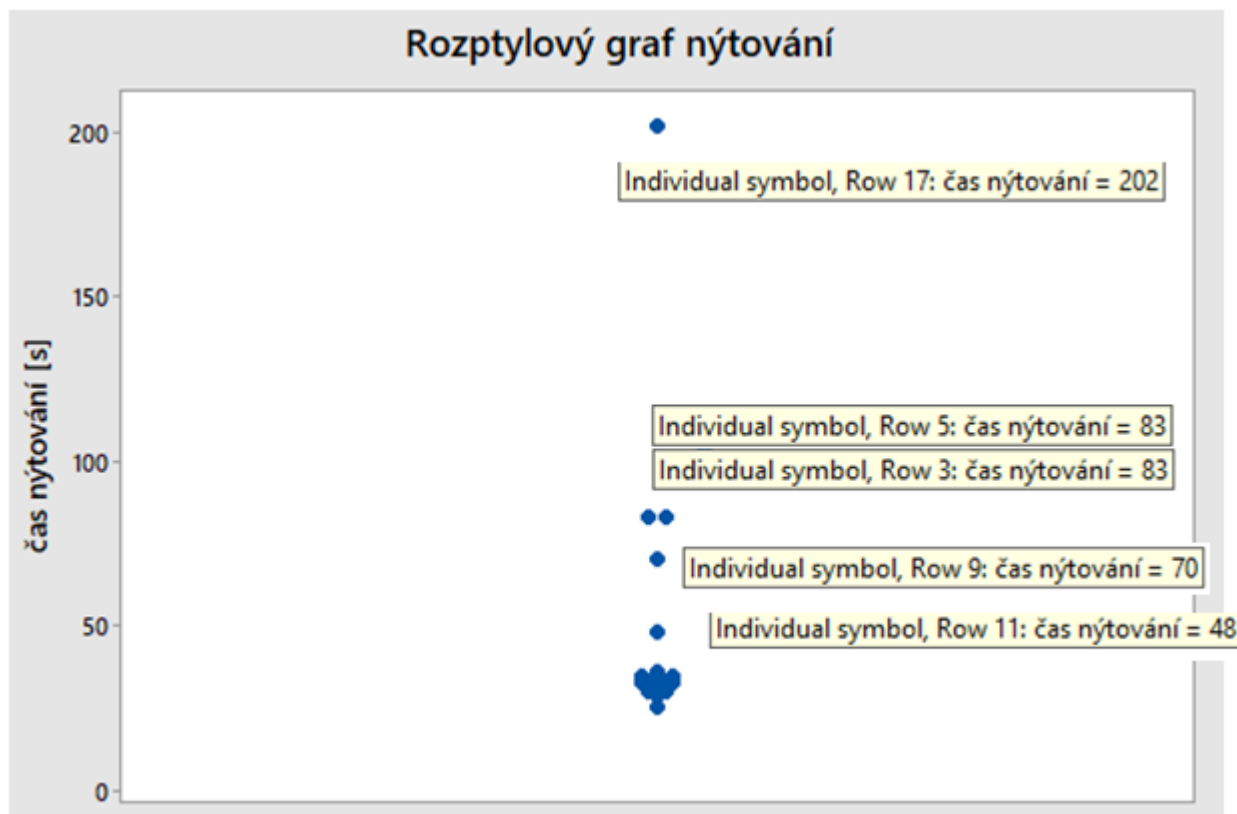 Rozptylový graf nýtování
200
Individual symbol, Row 17: čas nýtování = 202
150
čas nýtování [s]
Individual symbol, Row 5: čas nýtování = 83
100
Individual symbol, Row 3: čas nýtování = 83
Individual symbol, Row 9: čas nýtování = 70
50
Individual symbol, Row 11: čas nýtování = 48
0